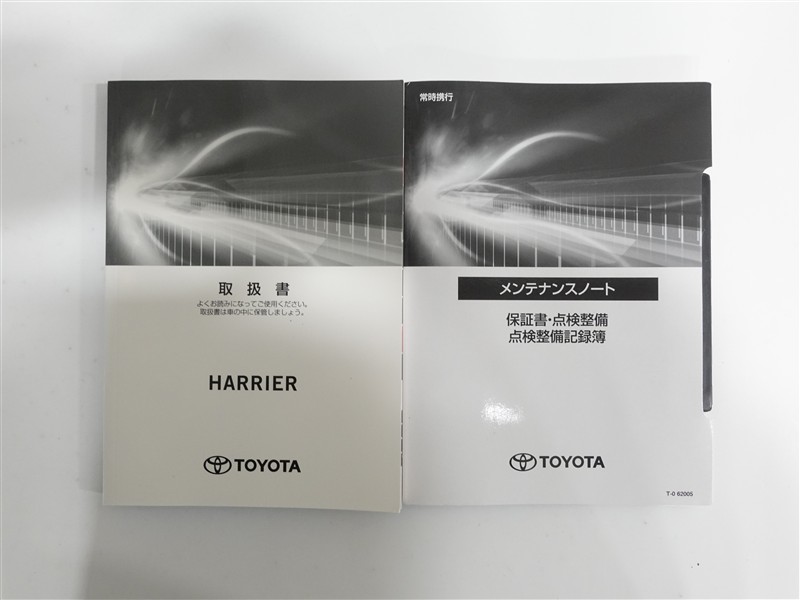 取扱書
よくお読みになってご使用ください。
取扱書は車の中に保管しましょう。
HARRIER
TOYOTA
常時携行
メンテナンスノート
保証書・点検整備
点検整備記録簿
TOYOTA
T-0 62005